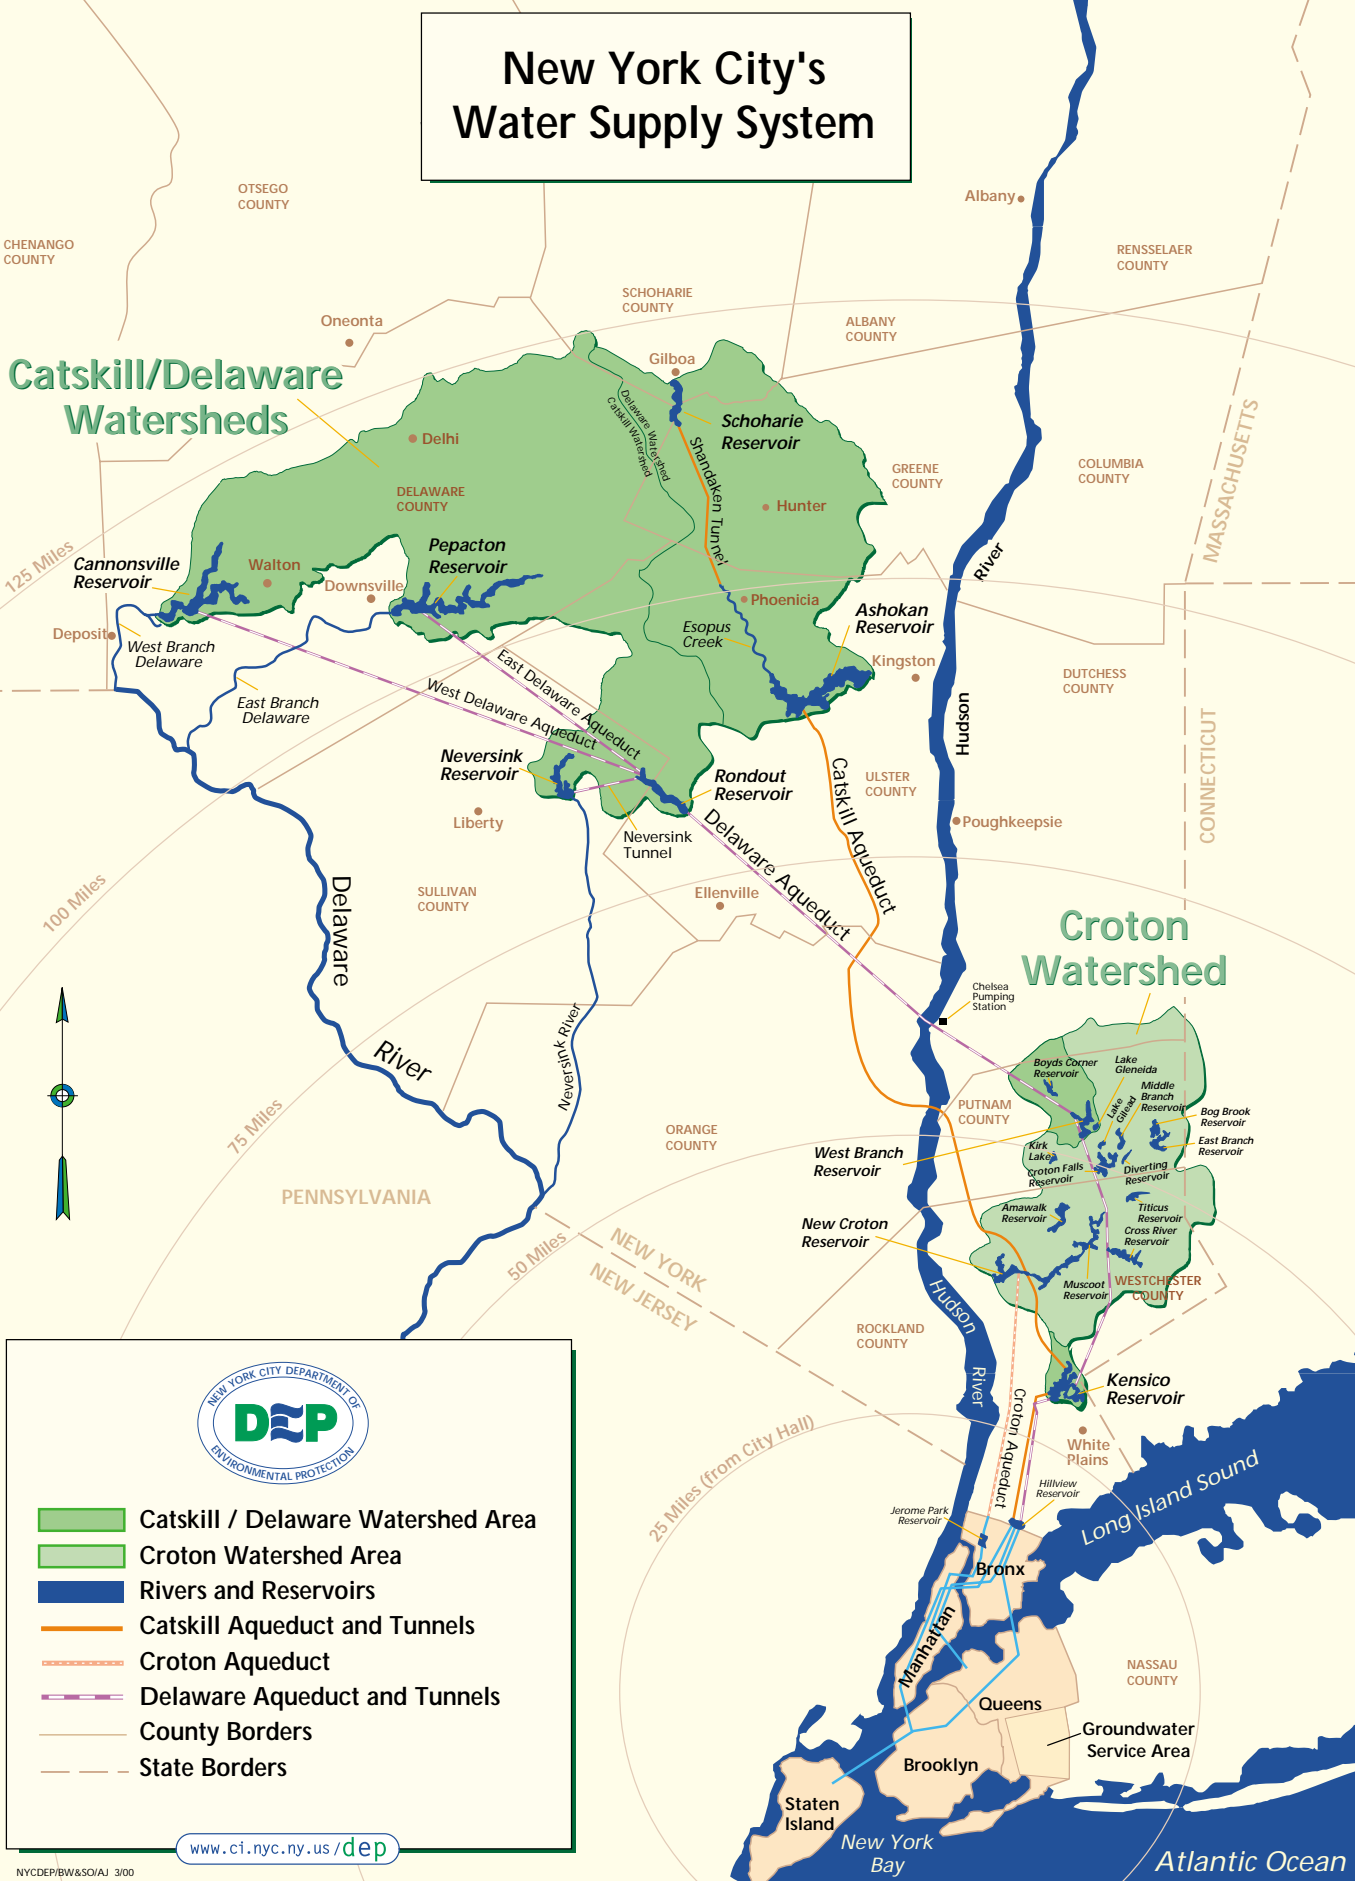 New York City's
Water Supply System
Albany
OTSEGO
COUNTY
CHENANGO
COUNTY
RENSSELAER
COUNTY
SCHOHARIE
COUNTY
ALBANY
COUNTY
Oneonta
Gilboa
Catskill/Delaware
Watersheds
Delaware Watershed
Catskill Watershed
Schoharie
Reservoir
Delhi
Shandaken Tunnel
GREENE
COUNTY
COLUMBIA
COUNTY
MASSACHUSETTS
DELAWARE
COUNTY
Hunter
125 Miles
Cannonsville
Reservoir
Walton
Pepacton
Reservoir
Downsville
River
Phoenicia
Ashokan
Reservoir
Esopus
Creek
Deposit
West Branch
Delaware
East Delaware Aqueduct
West Delaware Aqueduct
Kingston
DUTCHESS
COUNTY
East Branch
Delaware
Hudson
CONNECTICUT
Neversink
Reservoir
Rondout
Reservoir
Catskill Aqueduct
ULSTER
COUNTY
Liberty
Neversink
Tunnel
Delaware Aqueduct
Poughkeepsie
100 Miles
SULLIVAN
COUNTY
Ellenville
Delaware
Croton
Watershed
Chelsea
Pumping
Station
River
Neversink River
Boyds Corner
Reservoir
Lake
Gleneida
Lake
Gilead
Middle
Branch
Reservoir
Bog Brook
Reservoir
East Branch
Reservoir
75 Miles
ORANGE
COUNTY
PUTNAM
COUNTY
West Branch
Reservoir
Kirk
Lake
Croton Falls
Reservoir
Diverting
Reservoir
PENNSYLVANIA
Amawalk
Reservoir
Titicus
Reservoir
Cross River
Reservoir
New Croton
Reservoir
50 Miles
NEW YORK
NEW JERSEY
Muscoot
Reservoir
WESTCHESTER
COUNTY
Hudson
River
ROCKLAND
COUNTY
Kensico
Reservoir
Croton Aqueduct
White
Plains
25 Miles (from City Hall)
Hillview
Reservoir
Jerome Park
Reservoir
Long Island Sound
Bronx
Manhattan
NASSAU
COUNTY
Queens
Groundwater
Service Area
Brooklyn
Staten
Island
New York
Bay
Atlantic Ocean
NEW YORK CITY DEPARTMENT OF
DEP
ENVIRONMENTAL PROTECTION
Catskill / Delaware Watershed Area
Croton Watershed Area
Rivers and Reservoirs
Catskill Aqueduct and Tunnels
Croton Aqueduct
Delaware Aqueduct and Tunnels
County Borders
State Borders
www.ci.nyc.ny.us/dep
NYCDEP/BW&SO/AJ 3/00